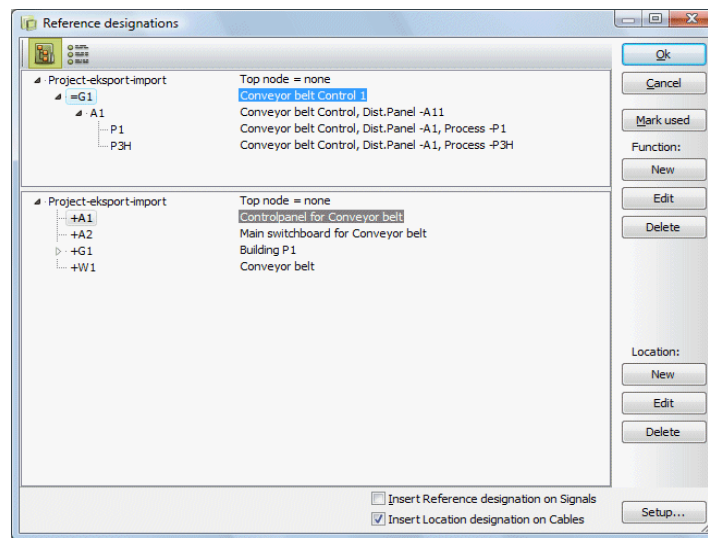 Reference designations
Ok
Project-eksport-import Top node = none
Cancel
=G1 Conveyor belt Control 1
A1 Conveyor belt Control, Dist.Panel -A11
Mark used
P1 Conveyor belt Control, Dist.Panel -A1, Process -P1
P3H Conveyor belt Control, Dist.Panel -A1, Process -P3H
Function:
New
Project-eksport-import Top node = none
Edit
+A1 Controlpanel for Conveyor belt
Delete
+A2 Main switchboard for Conveyor belt
+G1 Building P1
+W1 Conveyor belt
Location:
New
Edit
Delete
Insert Reference designation on Signals
Insert Location designation on Cables
Setup...